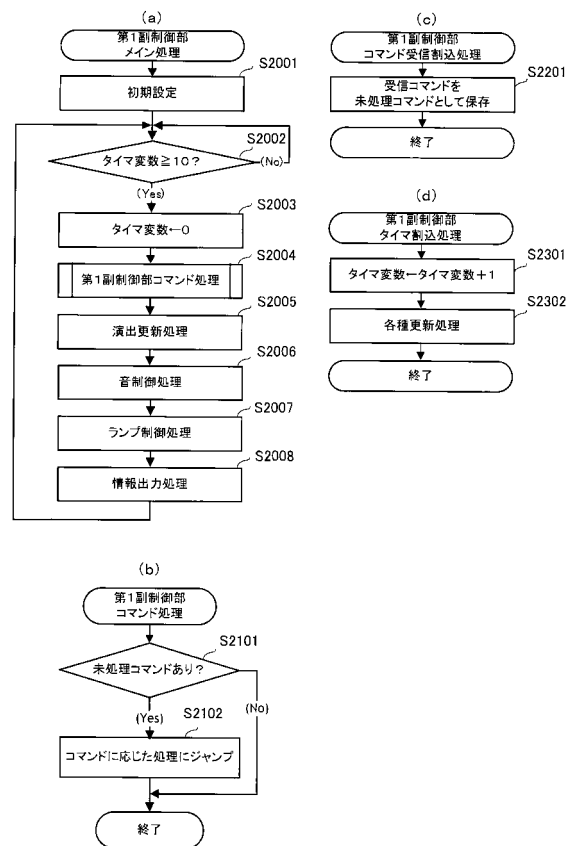 (a)
第1副制御部
メイン処理
S2001
初期設定
S2002
タイマ変数≧10?
(No)
(Yes)
S2003
タイマ変数←0
S2004
第1副制御部コマンド処理
S2005
演出更新処理
S2006
音制御処理
S2007
ランプ制御処理
S2008
情報出力処理
(b)
第1副制御部
コマンド処理
S2101
未処理コマンドあり?
(Yes)
(No)
S2102
コマンドに応じた処理にジャンプ
終了
(c)
第1副制御部
コマンド受信割込処理
S2201
受信コマンドを
未処理コマンドとして保存
終了
(d)
第1副制御部
タイマ割込処理
S2301
タイマ変数←タイマ変数+1
S2302
各種更新処理
終了